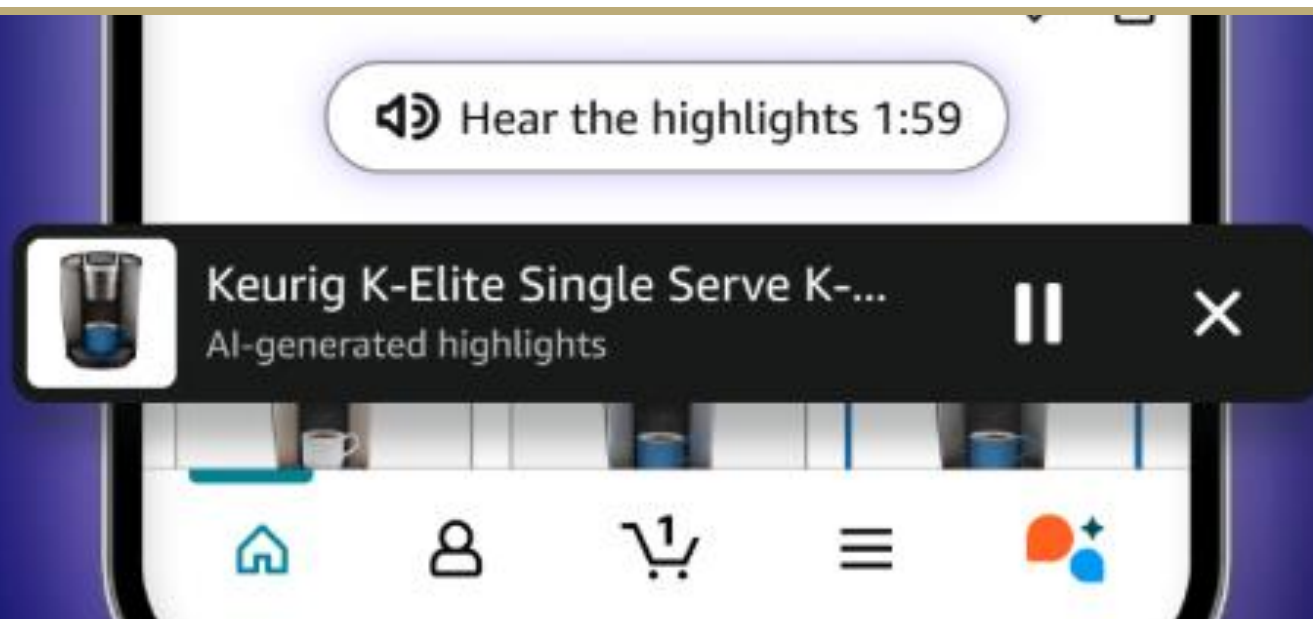 Hear the highlights 1:59
Keurig K-Elite Single Serve K-...
AI-generated highlights
1